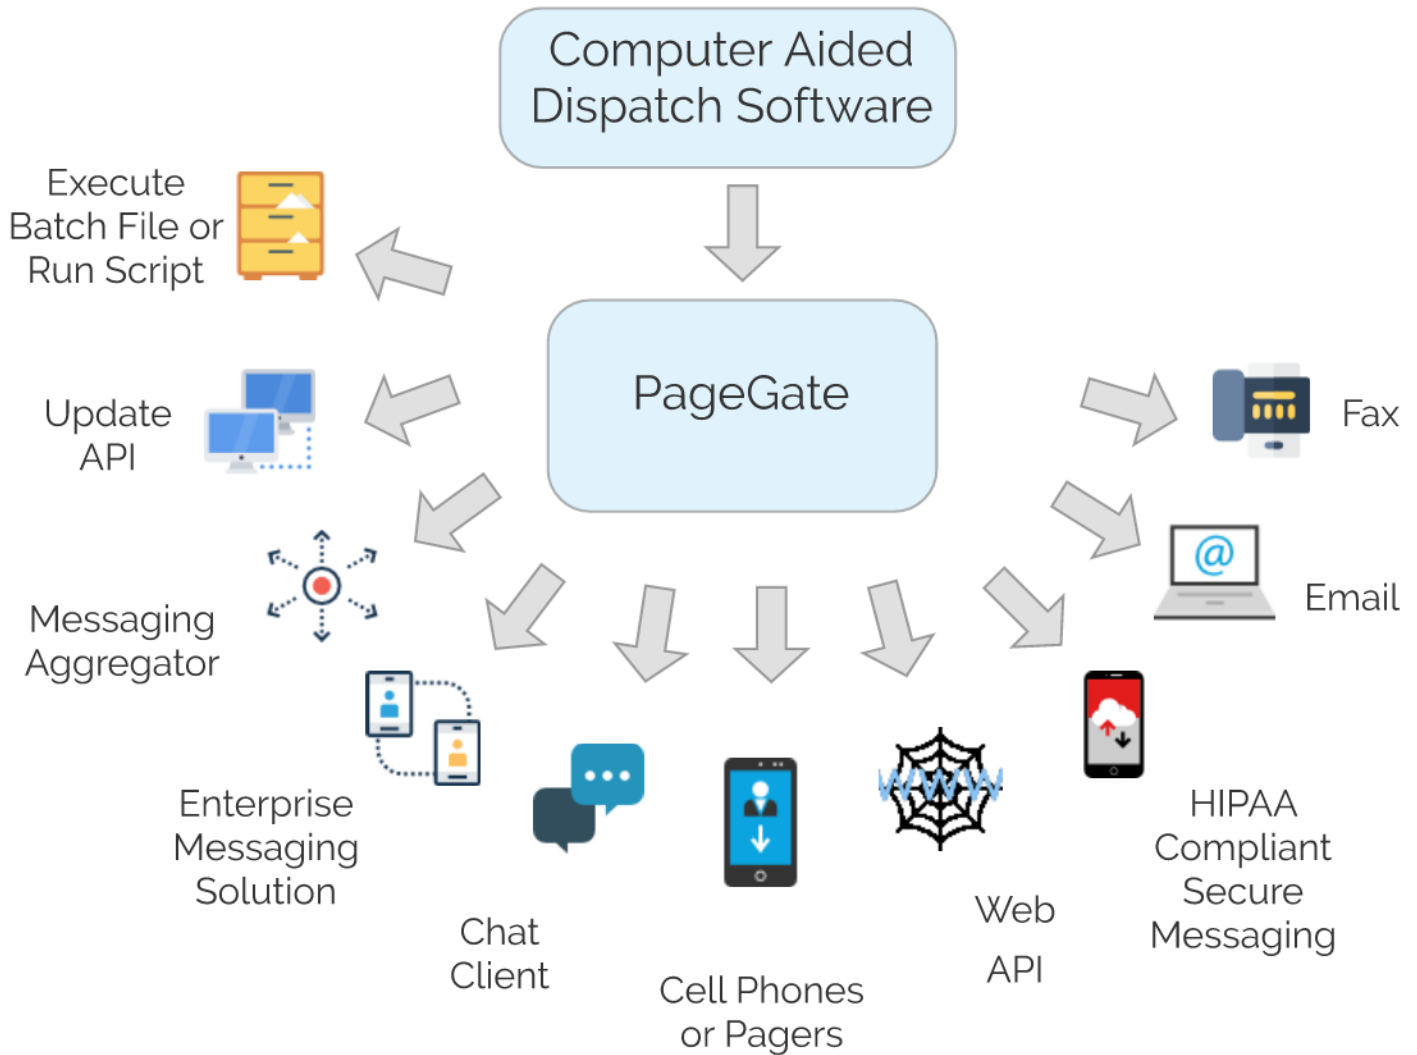 Computer Aided
Dispatch Software
Execute
Batch File or
Run Script
PageGate
Update
API
Fax
@
Email
Messaging
Aggregator
WWW
Enterprise
Messaging
Solution
HIPAA
Compliant
Secure
Messaging
Chat
Client
Web
API
Cell Phones
or Pagers